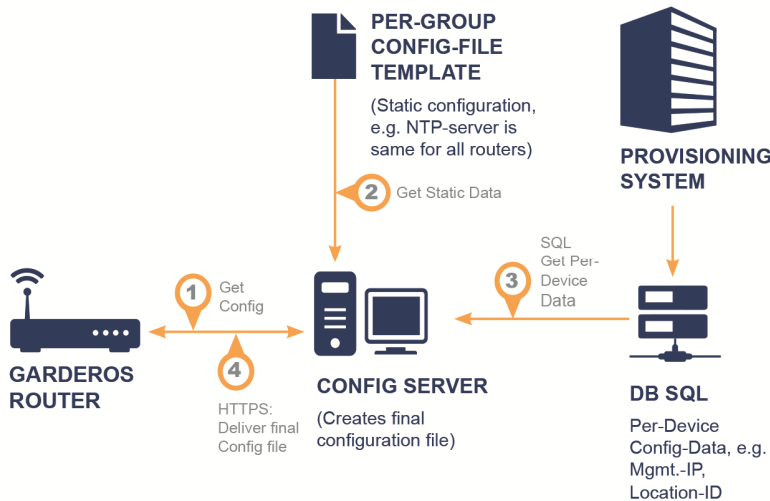 PER-GROUP
CONFIG-FILE
TEMPLATE
(Static configuration,
e.g. NTP-server is
same for all routers)
PROVISIONING
SYSTEM
2
Get Static Data
1
Get
Config
3
SQL
Get Per-
Device
Data
4
HTTPS:
Deliver final
Config file
GARDEROS
ROUTER
CONFIG SERVER
(Creates final
configuration file)
DB SQL
Per-Device
Config-Data, e.g.
Mgmt.-IP,
Location-ID